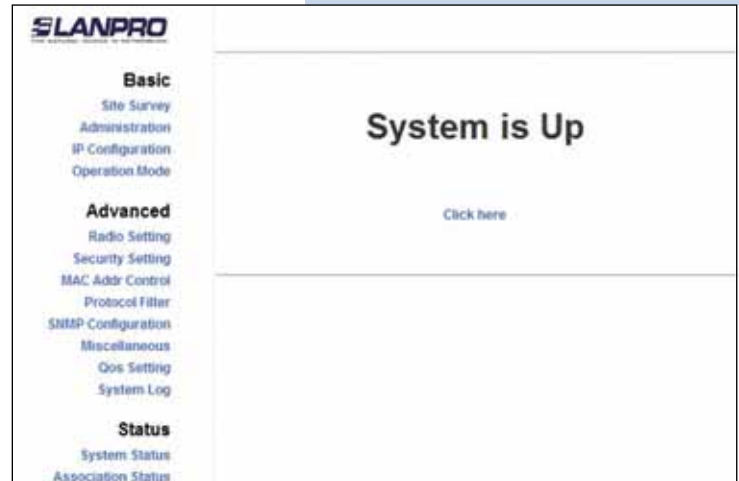 LANPRO
Basic
Site Survey
Administration
IP Configuration
Operation Mode
Advanced
Radio Setting
Security Setting
MAC Addr Control
Protocol Filter
SNMP Configuration
Miscellaneous
Qos Setting
System Log
Status
System Status
Association Status
System is Up
Click here